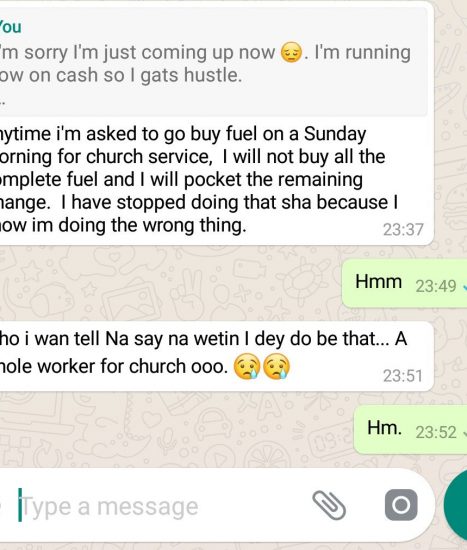 You
'm sorry I'm just coming up now 😔. I'm running
ow on cash so I gats hustle.
..
nytime i'm asked to go buy fuel on a Sunday
orning for church service, I will not buy all the
omplete fuel and I will pocket the remaining
hange. I have stopped doing that sha because I
now im doing the wrong thing.
23:37
Hmm 23:49
ho i wan tell Na say na wetin I dey do be that... A
hole worker for church ooo. 😢😢
23:51
Hm. 23:52
Type a message